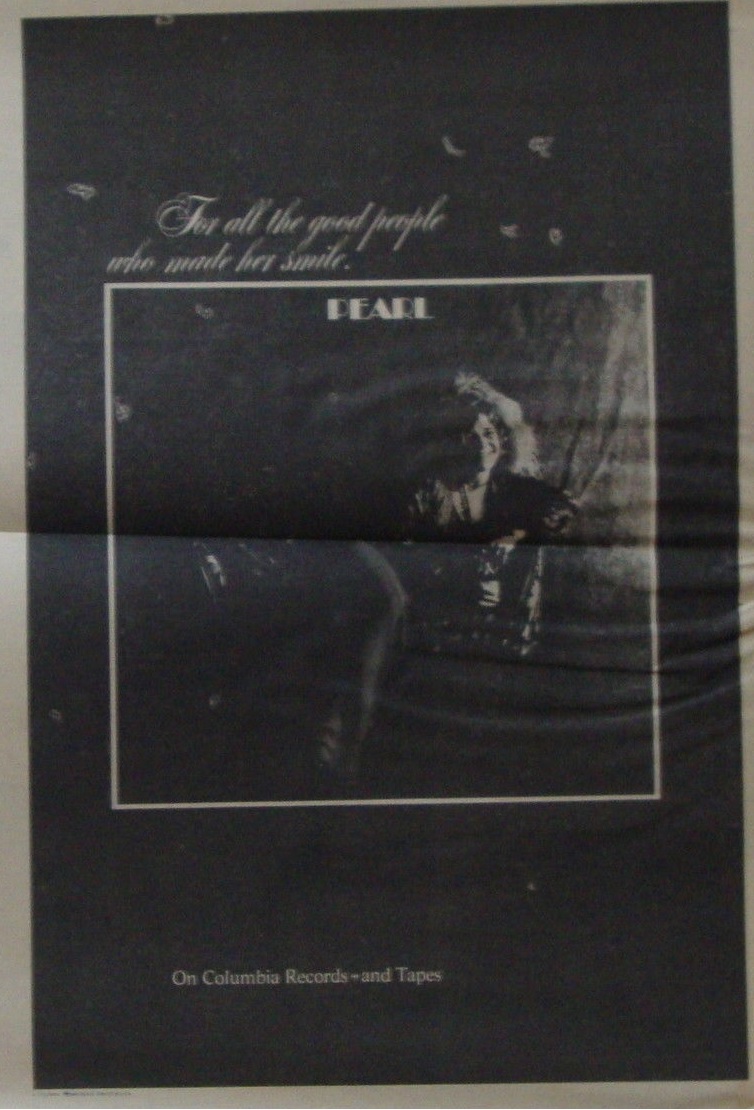 For all the good people
who made her smile.
PEARL
On Columbia Records and Tapes